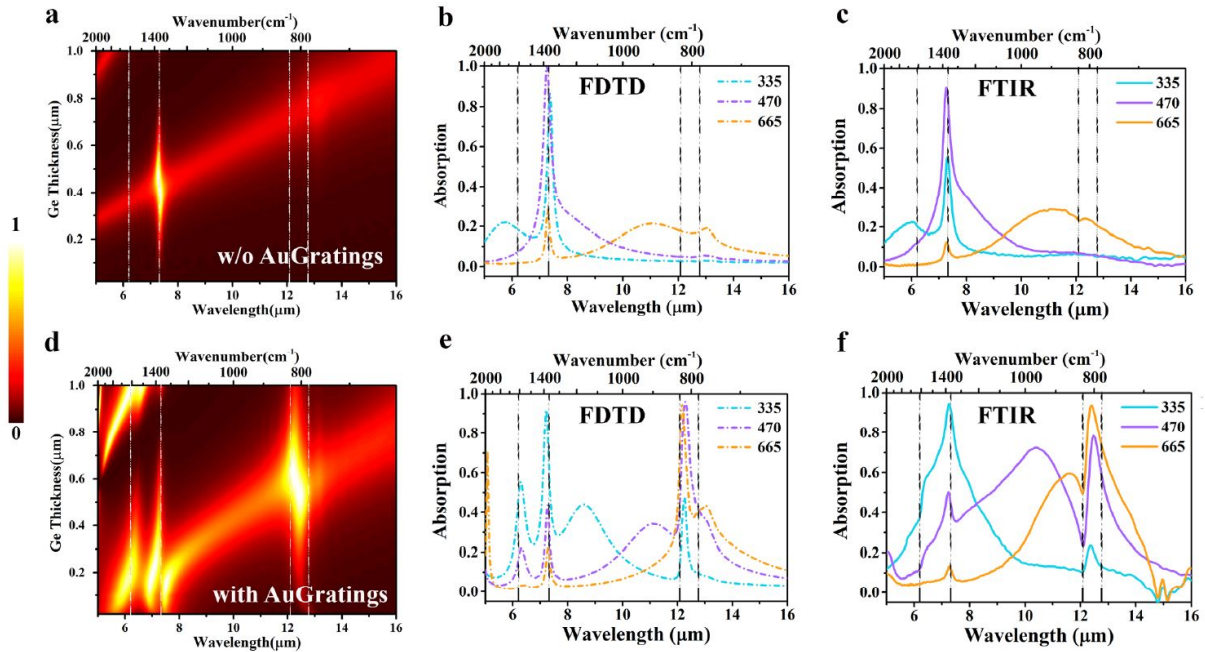 a
Wavenumber(cm-1)
2000 1400 1000 800
1.0
0.8
0.6
0.4
0.2
Ge Thickness(μm)
w/o AuGratings
6 8 10 12 14 16
Wavelength(μm)
b
Wavenumber (cm-1)
2000 1400 1000 800
FDTD
335
470
665
1.0
0.8
0.6
0.4
0.2
0.0
Absorption
6 8 10 12 14 16
Wavelength (μm)
c
Wavenumber (cm-1)
2000 1400 1000 800
FTIR
335
470
665
1.0
0.8
0.6
0.4
0.2
0.0
Absorption
6 8 10 12 14 16
Wavelength (μm)
1
0
d
Wavenumber(cm-1)
2000 1400 1000 800
1.0
0.8
0.6
0.4
0.2
Ge Thickness(μm)
with AuGratings
6 8 10 12 14 16
Wavelength(μm)
e
Wavenumber (cm-1)
2000 1400 1000 800
FDTD
335
470
665
1.0
0.8
0.6
0.4
0.2
0.0
Absorption
6 8 10 12 14 16
Wavelength (μm)
f
Wavenumber (cm-1)
2000 1400 1000 800
FTIR
335
470
665
1.0
0.8
0.6
0.4
0.2
0.0
Absorption
6 8 10 12 14 16
Wavelength (μm)